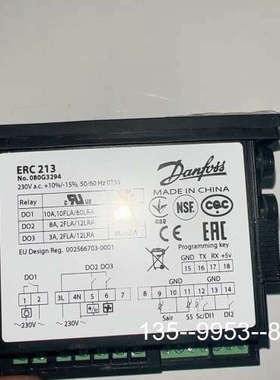 ERC 213
No. 080G3294
230V a.c. +10%/-15%, 50/60 Hz 0T55
Danfoss
MADE IN CHINA
Relay
DO1 10A,10FLA/60LRA
DO2 8A, 2FLA/12LRA
DO3 3A, 2FLA/12LRA
NSF
CQC
EAC
EU Design Reg. 002566703-0001
Programming key
GND TX RX +5V
15 16 17 18
DO1
DO2 DO3
GND GND
1 2 3L 4N 5 6 7 8 9 10 11 12 13 14
~230V~ ~230V~
Sair S5 Sc/DI1 DI2
135--9953--8